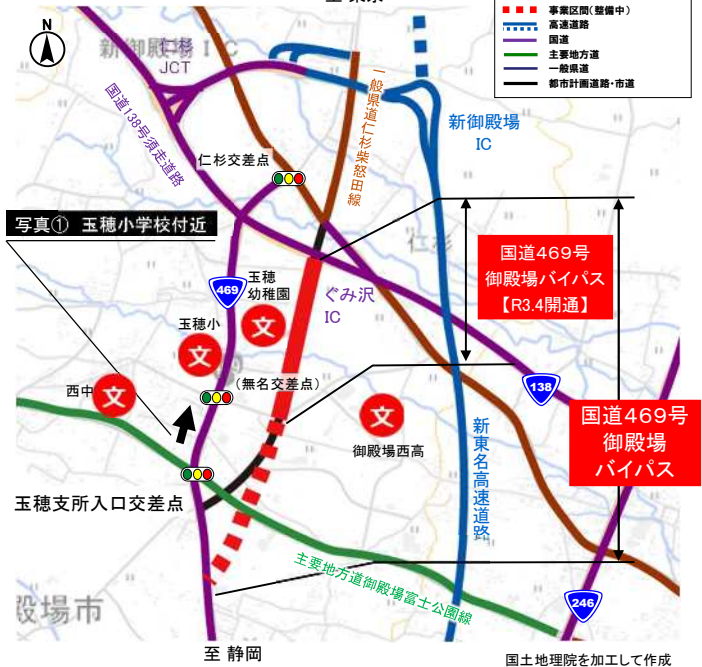 事業区間(整備中)
高速道路
国道
主要地方道
一般県道
都市計画道路・市道
N
新御殿場IC
仁杉
JCT
国道138号須走道路
一般県道仁杉柴怒田線
新御殿場
IC
仁杉交差点
写真① 玉穂小学校付近
仁杉
国道469号
御殿場バイパス
【R3.4開通】
469
玉穂
幼稚園
文
ぐみ沢
IC
玉穂小
文
西中
文
(無名交差点)
文
御殿場西高
138
国道469号
御殿場
バイパス
新東名高速道路
玉穂支所入口交差点
主要地方道御殿場富士公園線
246
殿場市
至 静岡
国土地理院を加工して作成